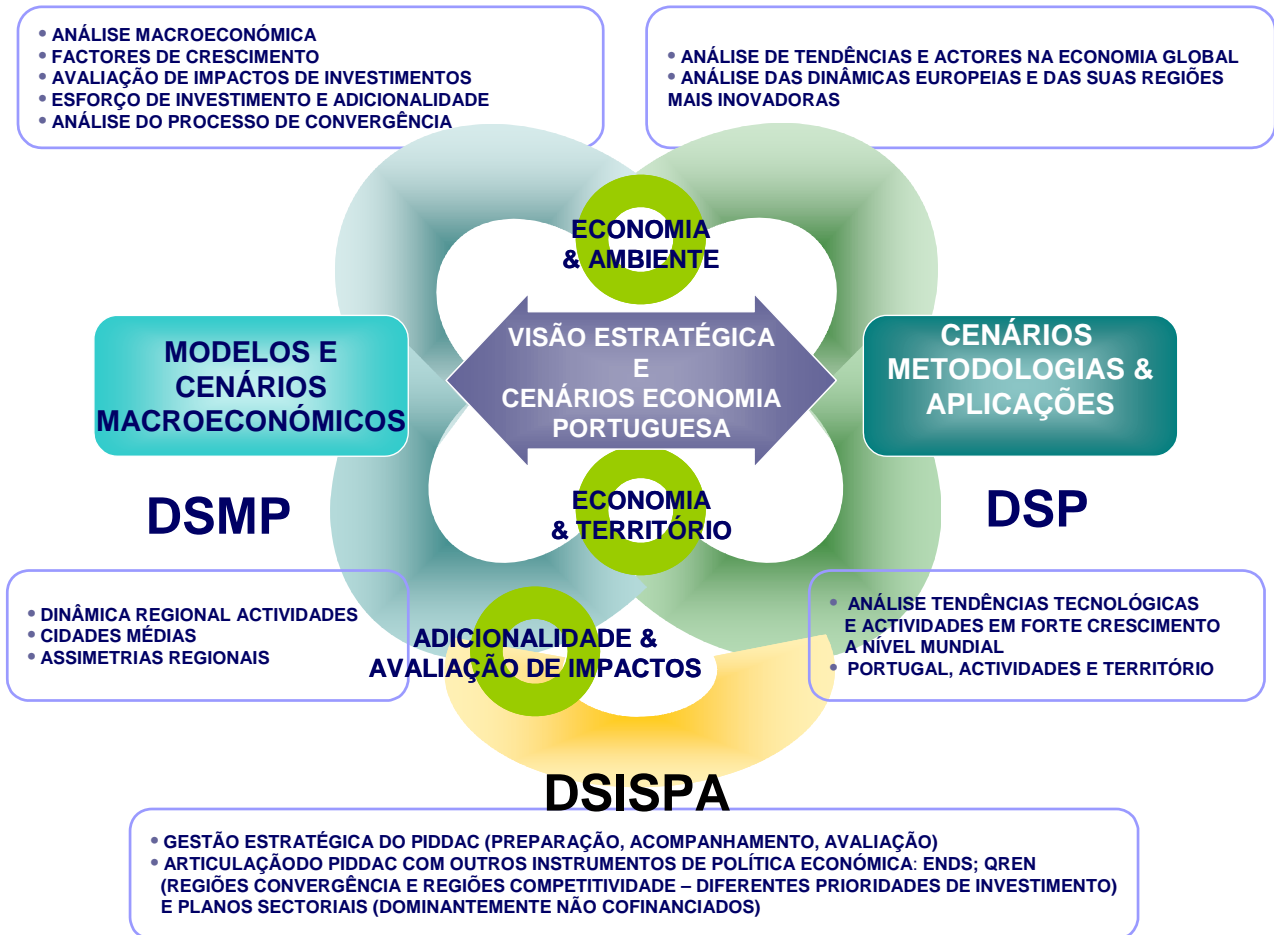 • ANÁLISE MACROECONÓMICA
• FACTORES DE CRESCIMENTO
• AVALIAÇÃO DE IMPACTOS DE INVESTIMENTOS
• ESFORÇO DE INVESTIMENTO E ADICIONALIDADE
• ANÁLISE DO PROCESSO DE CONVERGÊNCIA
• ANÁLISE DE TENDÊNCIAS E ACTORES NA ECONOMIA GLOBAL
• ANÁLISE DAS DINÂMICAS EUROPEIAS E DAS SUAS REGIÕES
MAIS INOVADORAS
ECONOMIA
& AMBIENTE
MODELOS E
CENÁRIOS
MACROECONÓMICOS
VISÃO ESTRATÉGICA
E
CENÁRIOS ECONOMIA
PORTUGUESA
CENÁRIOS
METODOLOGIAS &
APLICAÇÕES
DSMP
ECONOMIA
& TERRITÓRIO
DSP
• DINÂMICA REGIONAL ACTIVIDADES
• CIDADES MÉDIAS
• ASSIMETRIAS REGIONAIS
ADICIONALIDADE &
AVALIAÇÃO DE IMPACTOS
• ANÁLISE TENDÊNCIAS TECNOLÓGICAS
E ACTIVIDADES EM FORTE CRESCIMENTO
A NÍVEL MUNDIAL
• PORTUGAL, ACTIVIDADES E TERRITÓRIO
DSISPA
• GESTÃO ESTRATÉGICA DO PIDDAC (PREPARAÇÃO, ACOMPANHAMENTO, AVALIAÇÃO)
• ARTICULAÇÃODO PIDDAC COM OUTROS INSTRUMENTOS DE POLÍTICA ECONÓMICA: ENDS; QREN
(REGIÕES CONVERGÊNCIA E REGIÕES COMPETITIVIDADE – DIFERENTES PRIORIDADES DE INVESTIMENTO)
E PLANOS SECTORIAIS (DOMINANTEMENTE NÃO COFINANCIADOS)